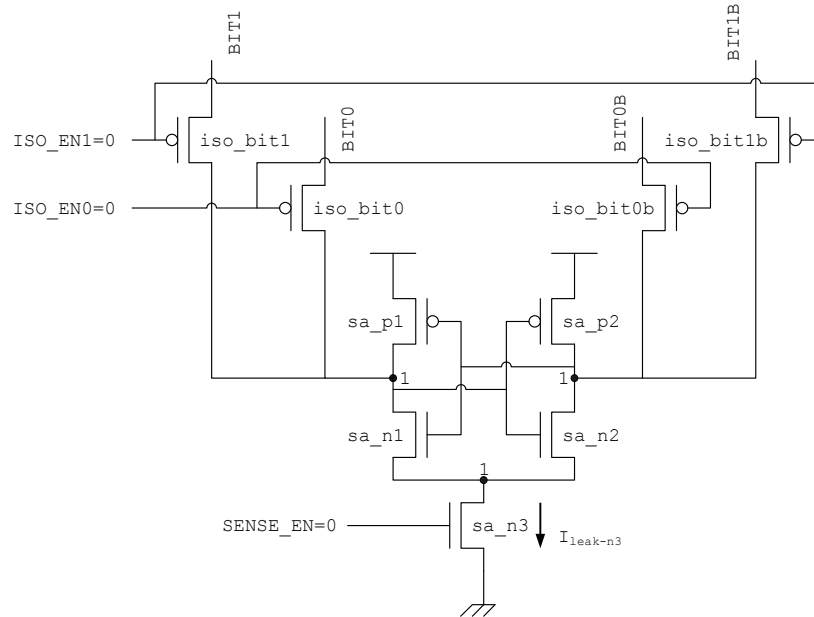 BIT1
BIT1B
BIT0
BIT0B
ISO_EN1=0
iso_bit1
iso_bit1b
ISO_EN0=0
iso_bit0
iso_bit0b
sa_p1
sa_p2
1
1
sa_n1
sa_n2
1
SENSE_EN=0
sa_n3
Ileak-n3